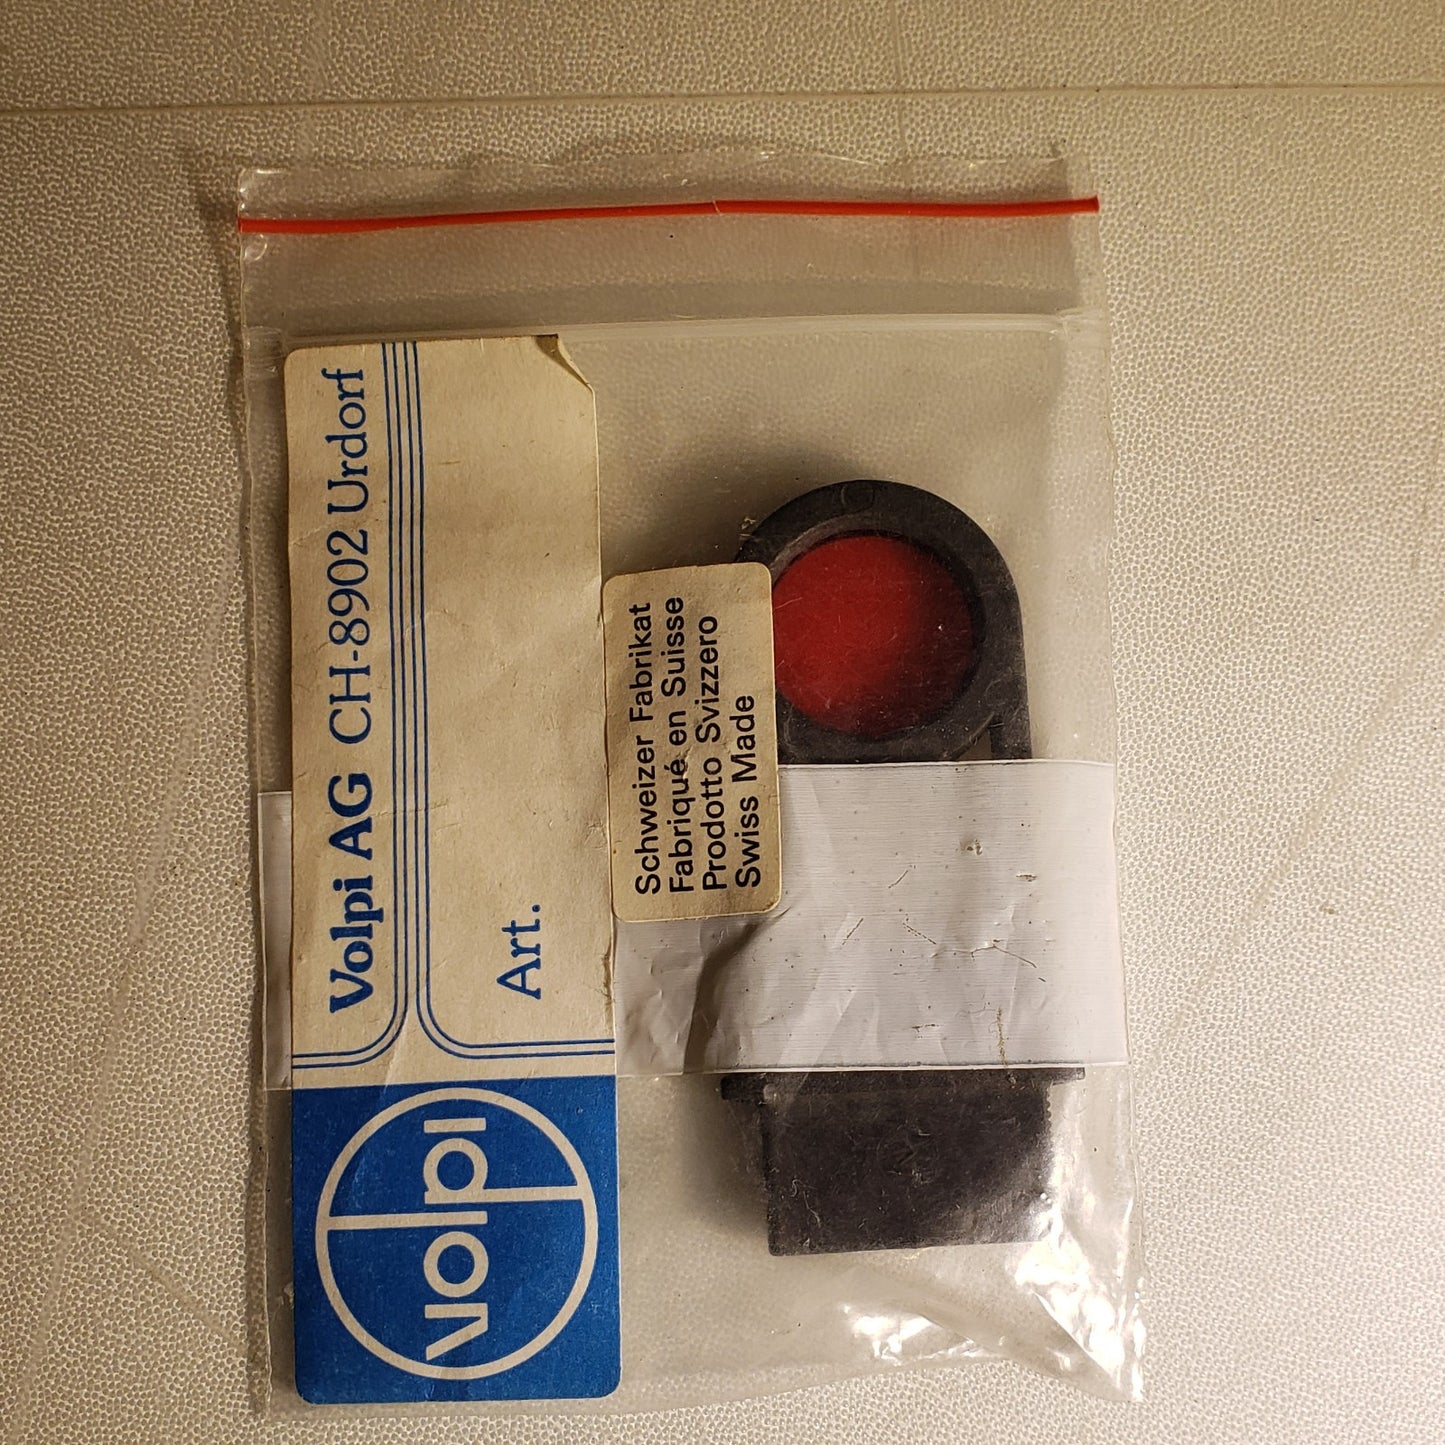 Volpi AG CH-8902 Urdorf
Art.
volpi
Schweizer Fabrikat
Fabriqué en Suisse
Prodotto Svizzero
Swiss Made